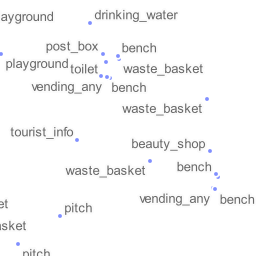 ayground
drinking_water
post_box
bench
playground
toilet
waste_basket
vending_any
bench
waste_basket
tourist_info
beauty_shop
waste_basket
bench
vending_any
bench
et
pitch
sket
pitch